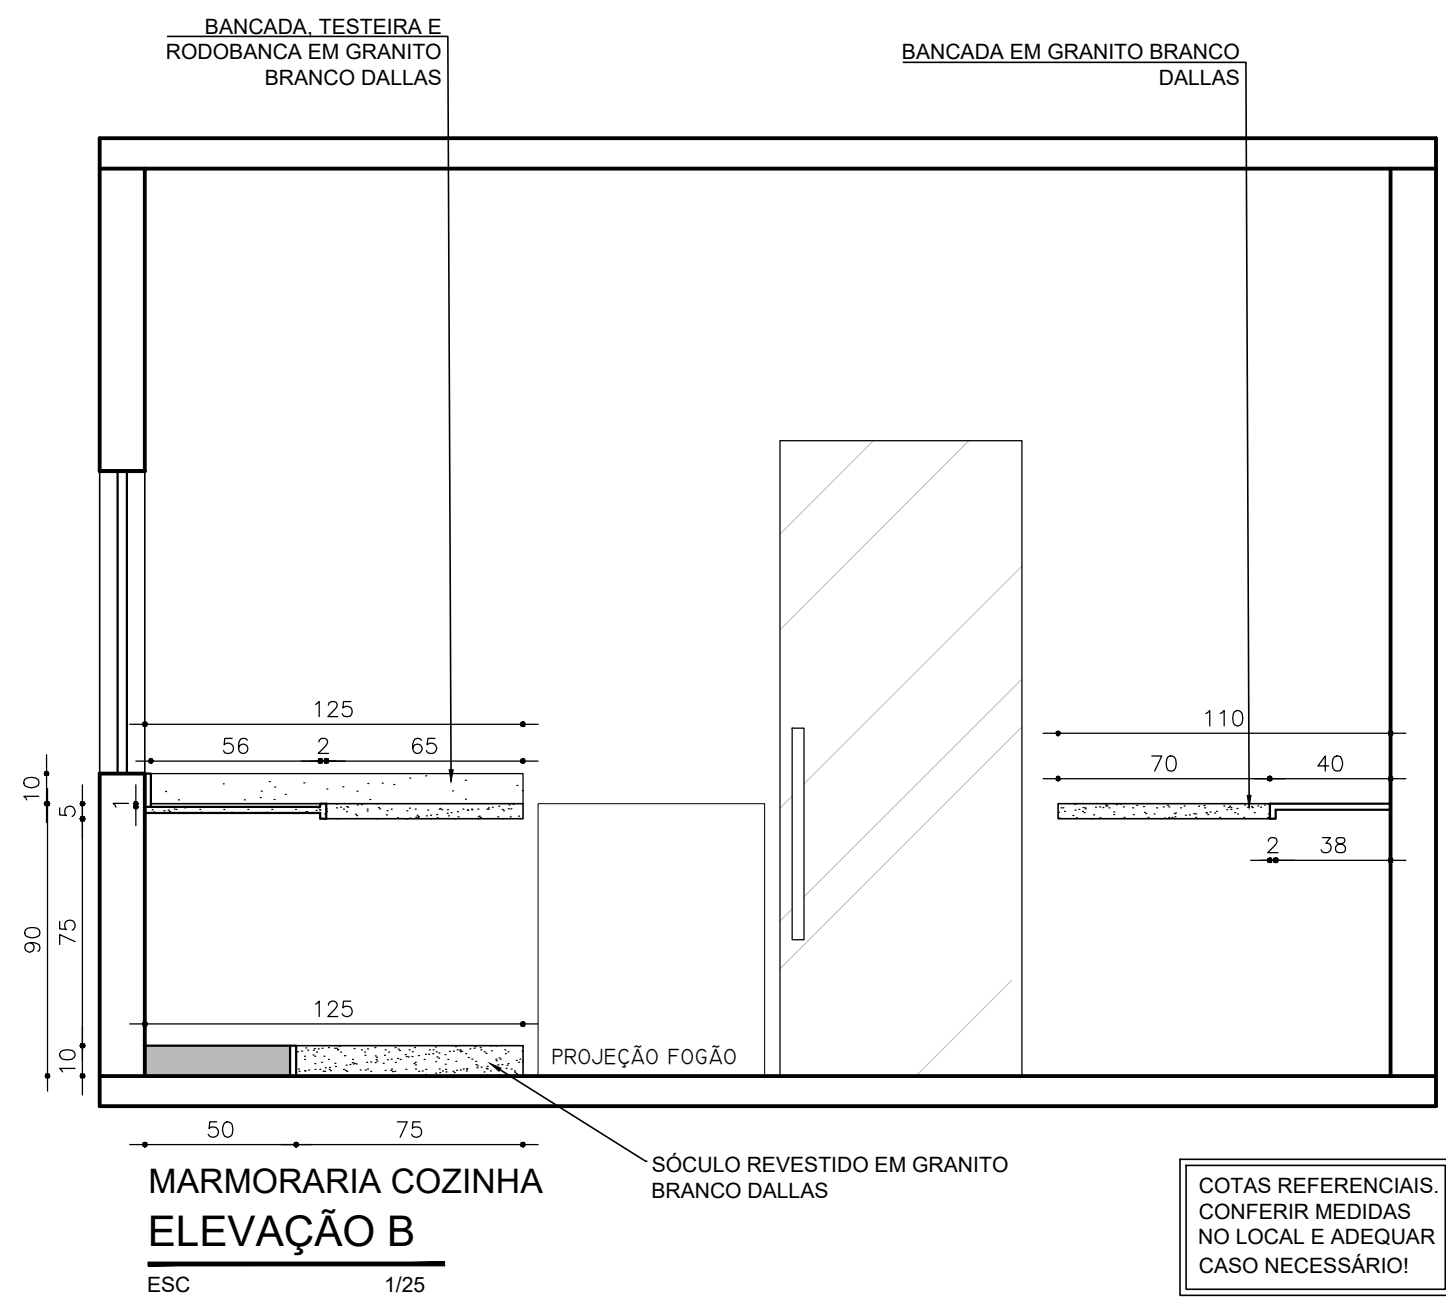 BANCADA, TESTEIRA E
RODOBANCA EM GRANITO
BRANCO DALLAS
BANCADA EM GRANITO BRANCO
DALLAS
125
56 2 65
110
70 40
10
5
1
2 38
90
75
125
10
PROJEÇÃO FOGÃO
50 75
SÓCULO REVESTIDO EM GRANITO
BRANCO DALLAS
MARMORARIA COZINHA
ELEVAÇÃO B
ESC 1/25
COTAS REFERENCIAIS.
CONFERIR MEDIDAS
NO LOCAL E ADEQUAR
CASO NECESSÁRIO!